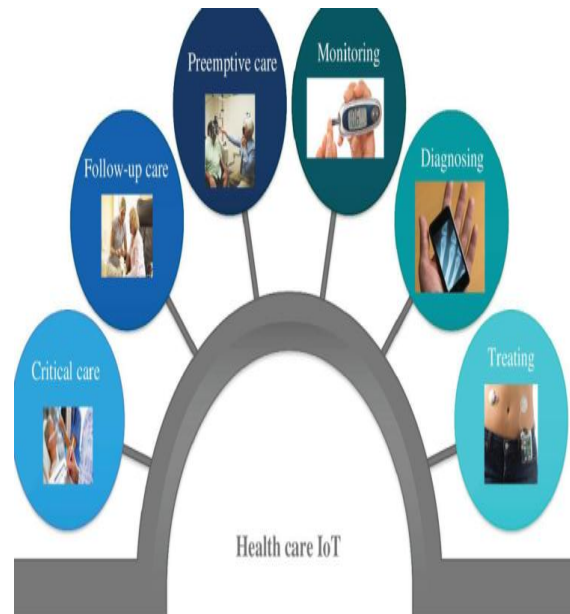 Preemptive care
Monitoring
Follow-up care
Diagnosing
Critical care
Treating
Health care IoT